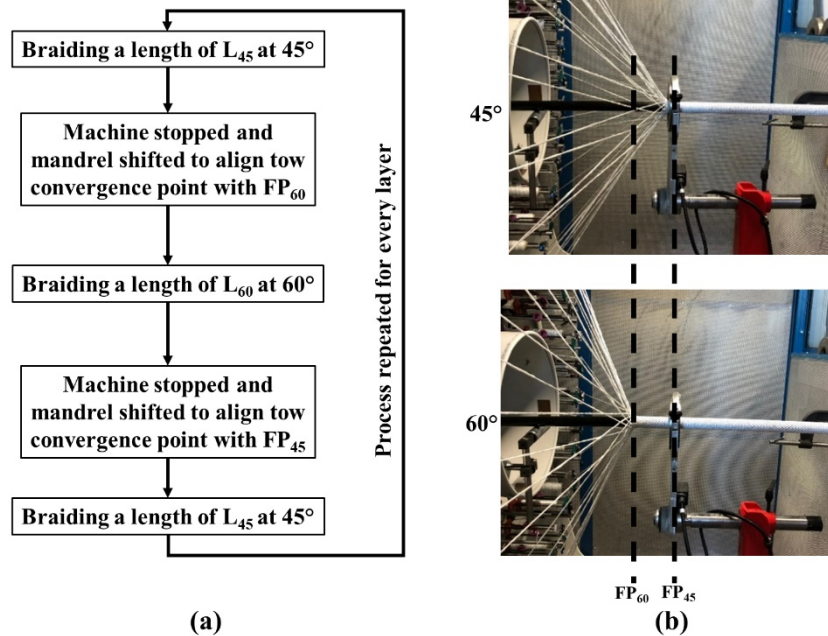 Braiding a length of L₄₅ at 45°
Machine stopped and
mandrel shifted to align tow
convergence point with FP₆₀
Braiding a length of L₆₀ at 60°
Machine stopped and
mandrel shifted to align tow
convergence point with FP₄₅
Braiding a length of L₄₅ at 45°
Process repeated for every layer
(a)
45°
60°
FP₆₀
FP₄₅
(b)